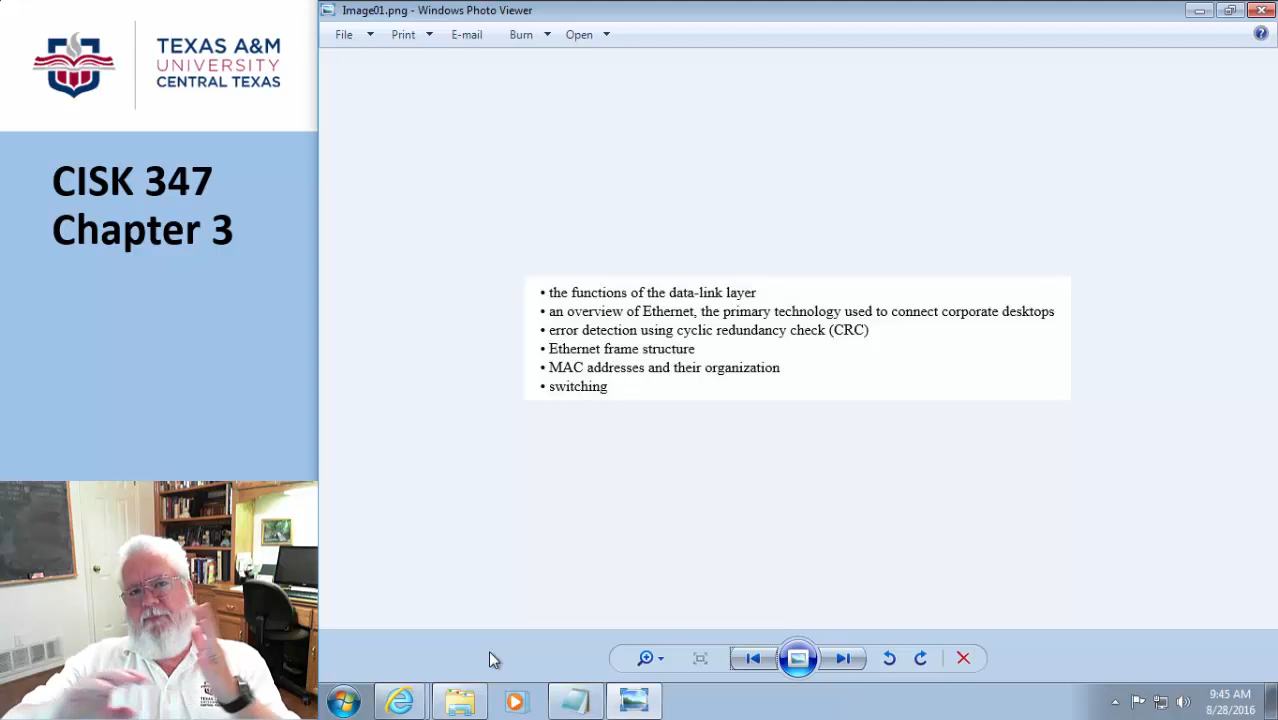 TEXAS A&M
UNIVERSITY
CENTRAL TEXAS
CISK 347
Chapter 3
Image01.png - Windows Photo Viewer
File Print E-mail Burn Open
• the functions of the data-link layer
• an overview of Ethernet, the primary technology used to connect corporate desktops
• error detection using cyclic redundancy check (CRC)
• Ethernet frame structure
• MAC addresses and their organization
• switching
9:45 AM
8/28/2016